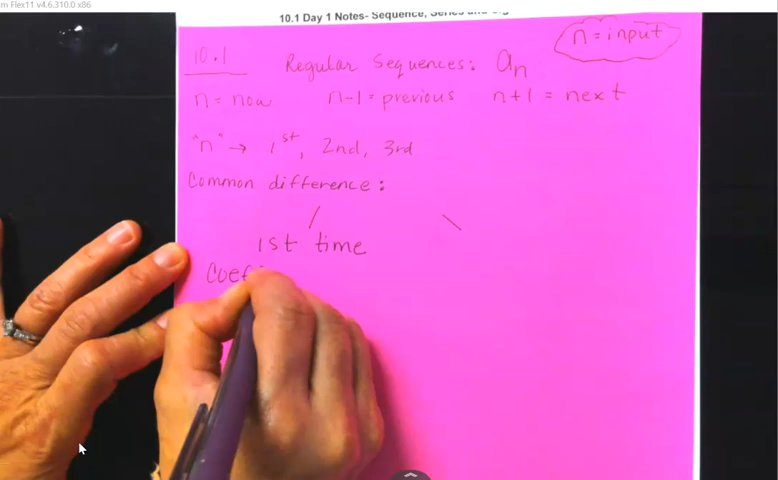 m Flex11 v4.6.310.0 x86
10.1 Day 1 Notes- Sequence, Series and
n = input
10.1 Regular Sequences: an
n = now n-1 = previous n+1 = next
"n" → 1st, 2nd, 3rd
Common difference:
1st time
Coef